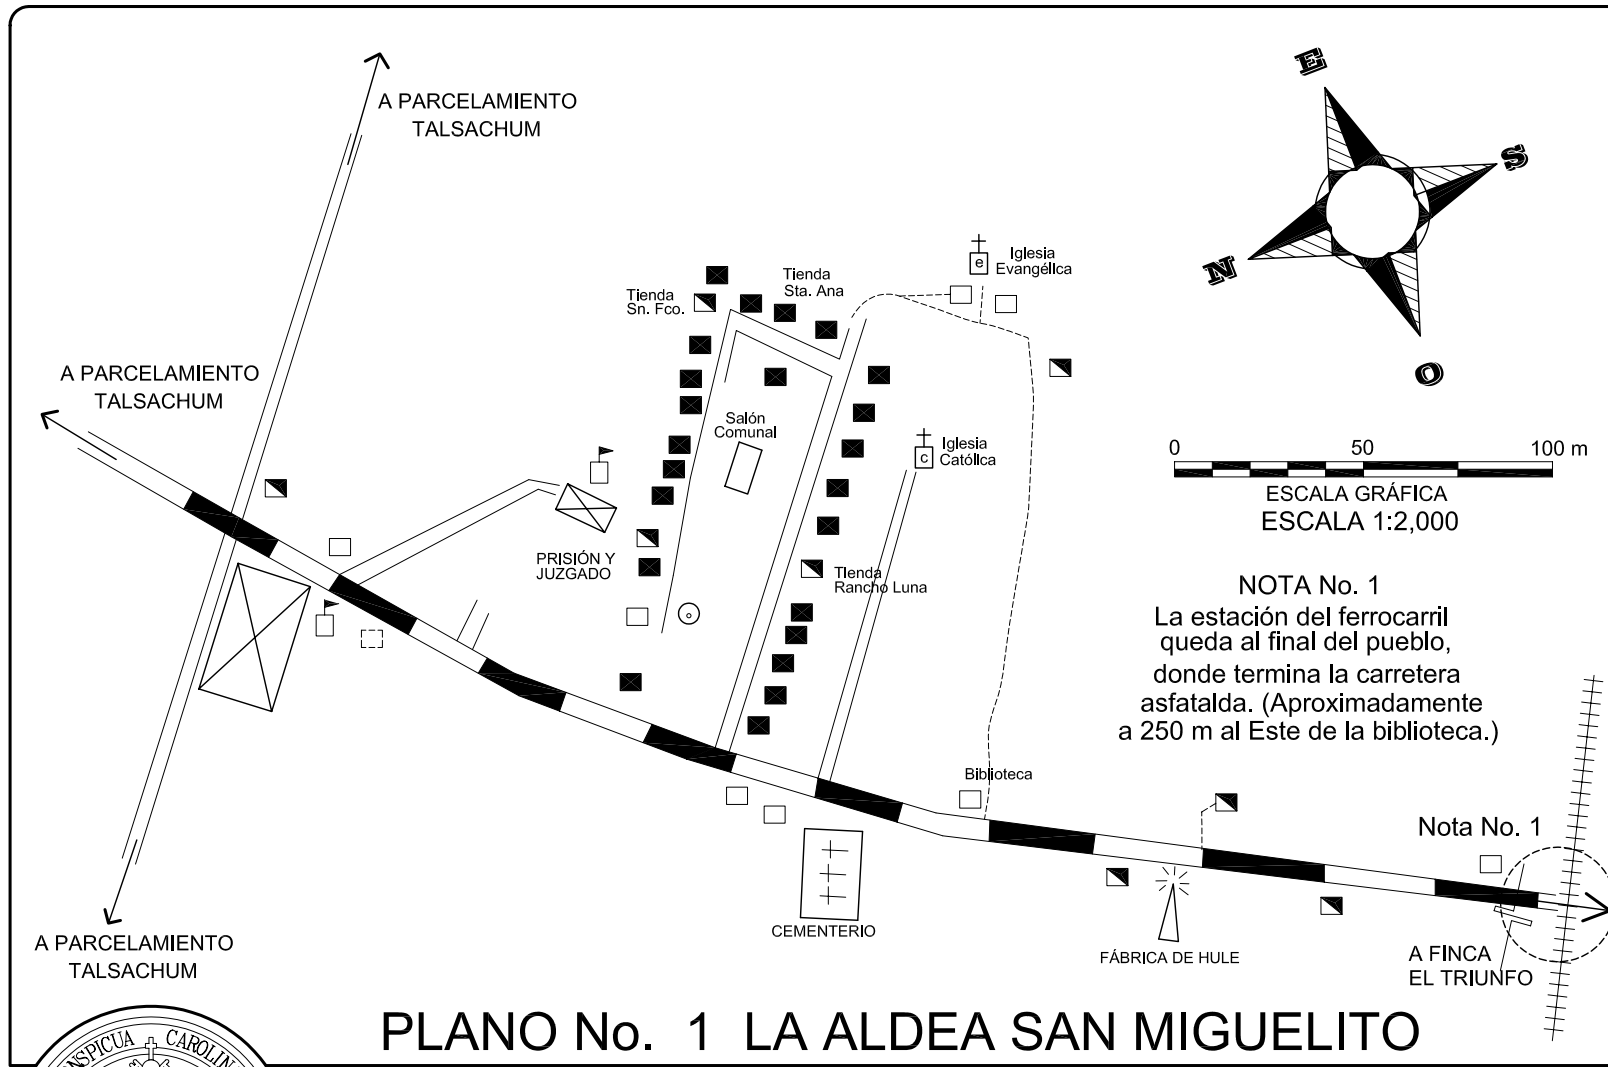 A PARCELAMIENTO
TALSACHUM
E
S
N
O
Iglesia
Evangélica
e
Tienda
Sta. Ana
Tienda
Sn. Fco.
A PARCELAMIENTO
TALSACHUM
Salón
Comunal
Iglesia
Católica
c
0 50 100 m
ESCALA GRÁFICA
ESCALA 1:2,000
PRISIÓN Y
JUZGADO
Tienda
Rancho Luna
NOTA No. 1
La estación del ferrocarril
queda al final del pueblo,
donde termina la carretera
asfatalda. (Aproximadamente
a 250 m al Este de la biblioteca.)
Biblioteca
Nota No. 1
CEMENTERIO
FÁBRICA DE HULE
A FINCA
EL TRIUNFO
A PARCELAMIENTO
TALSACHUM
PLANO No. 1 LA ALDEA SAN MIGUELITO
NSPICUA CAROLIN